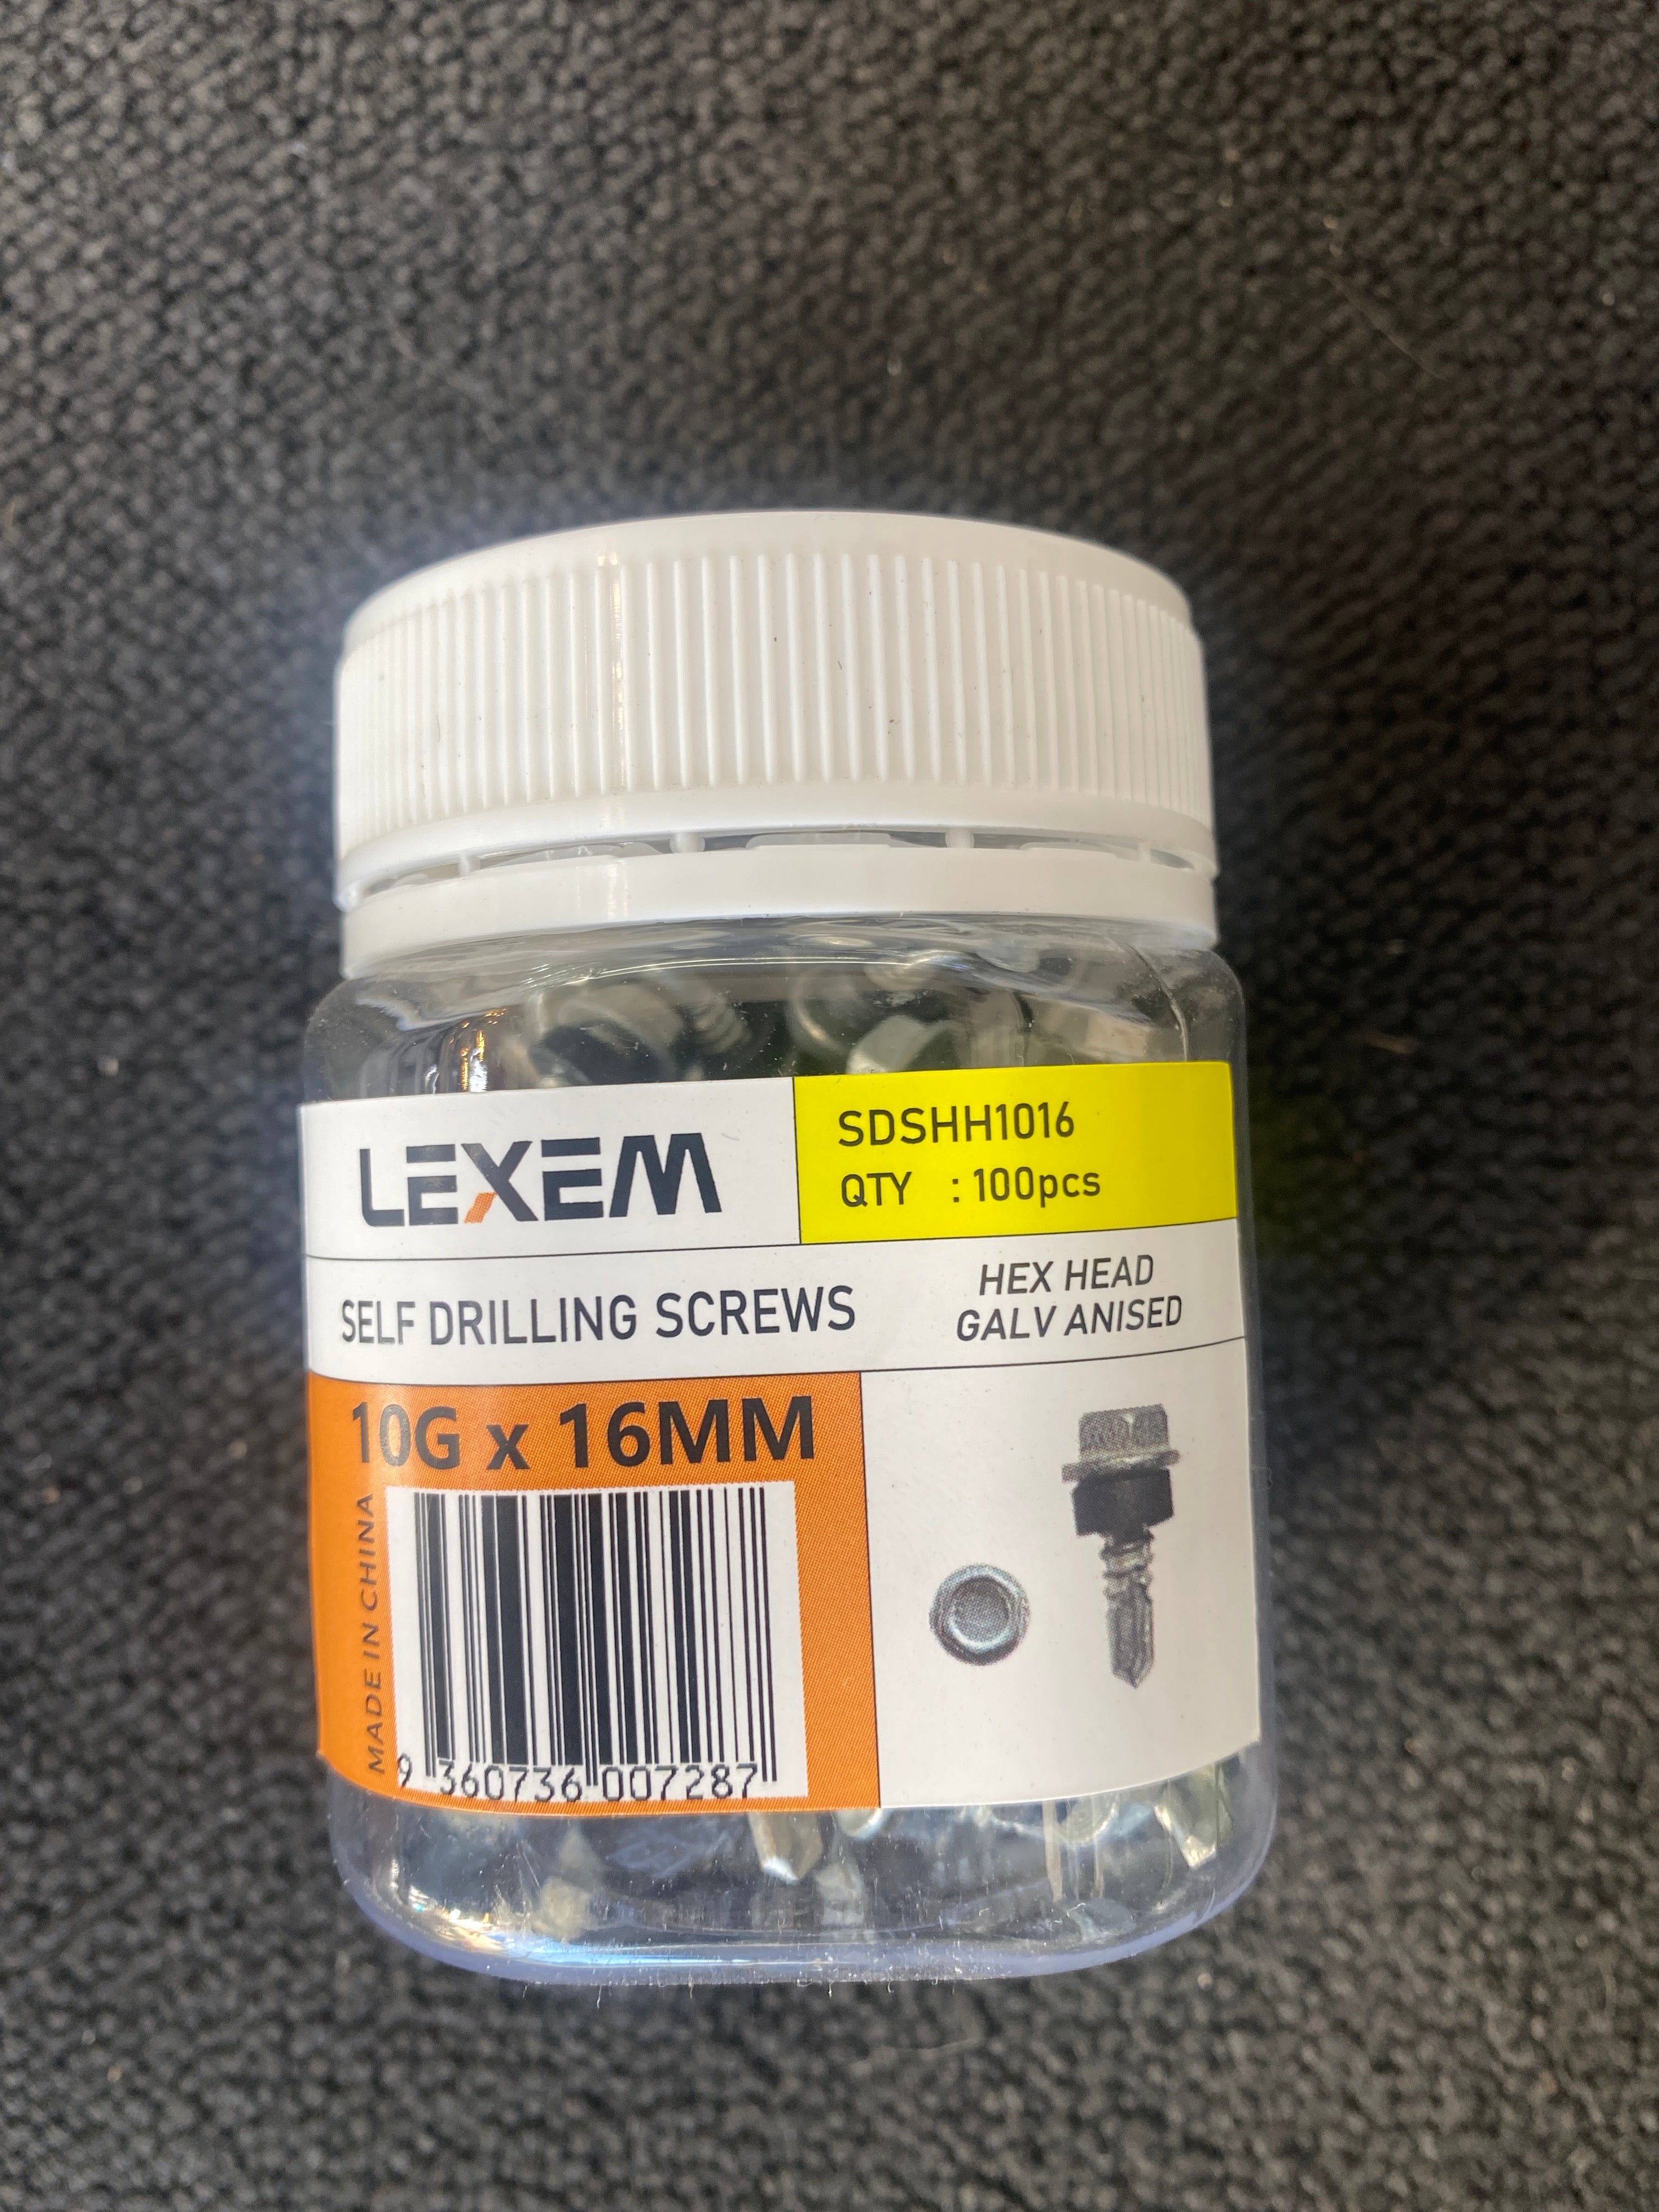 LEXEM
SDSHH1016
QTY : 100pcs
SELF DRILLING SCREWS
HEX HEAD
GALV ANISED
10G x 16MM
MADE IN CHINA
9 360736 007287